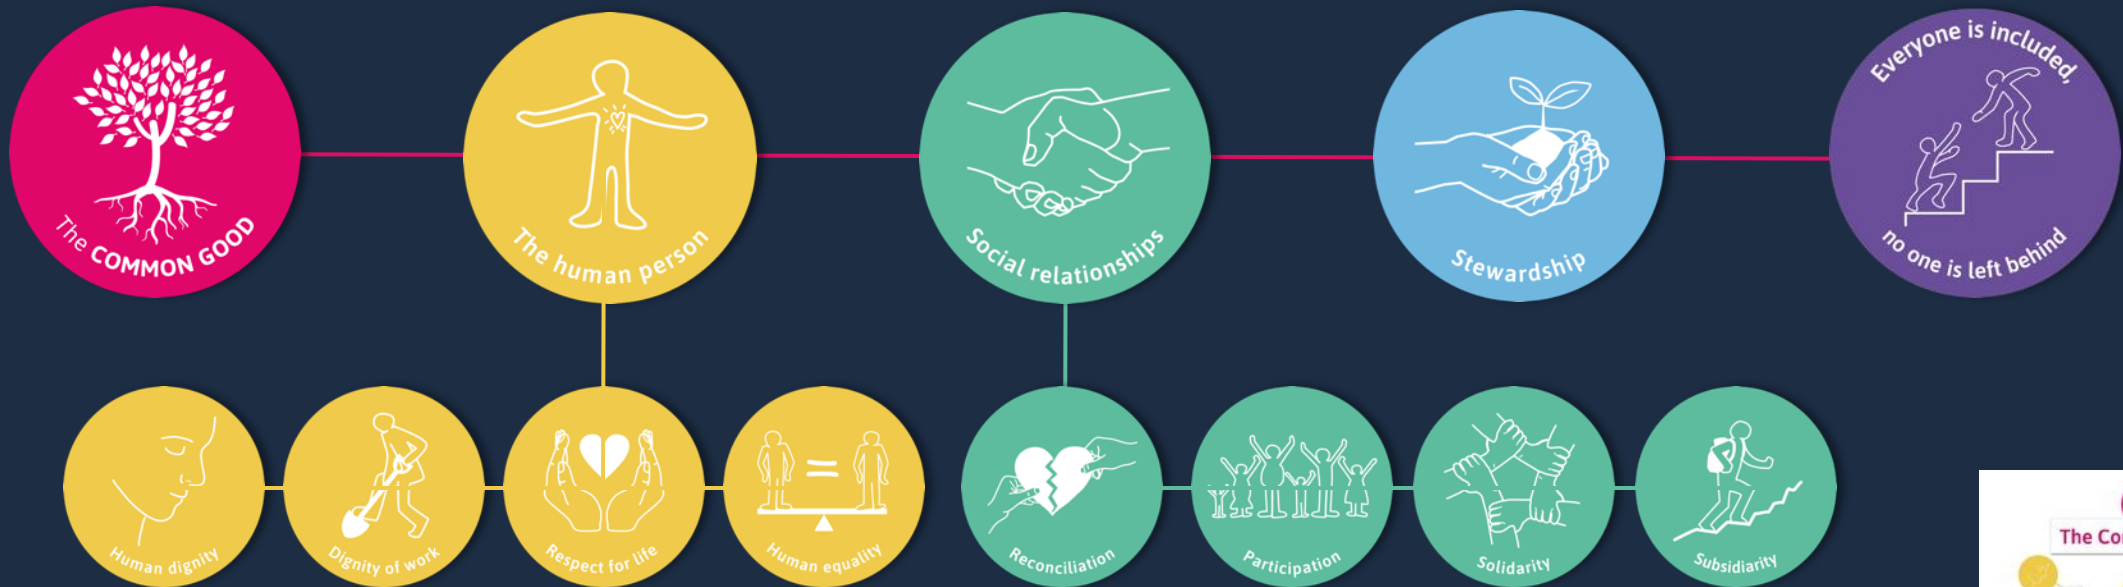 The COMMON GOOD
The human person
Social relationships
Stewardship
Everyone is included,
no one is left behind
Human dignity
Dignity of work
Respect for life
Human equality
Reconciliation
Participation
Solidarity
Subsidiarity
The